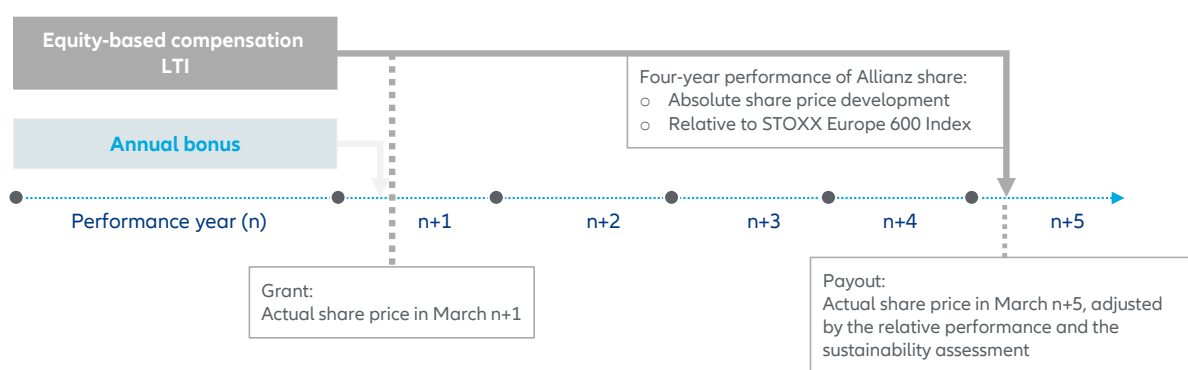 Equity-based compensation
LTI
Four-year performance of Allianz share:
o Absolute share price development
o Relative to STOXX Europe 600 Index
Annual bonus
Performance year (n)
n+1
n+2
n+3
n+4
n+5
Grant:
Actual share price in March n+1
Payout:
Actual share price in March n+5, adjusted
by the relative performance and the
sustainability assessment